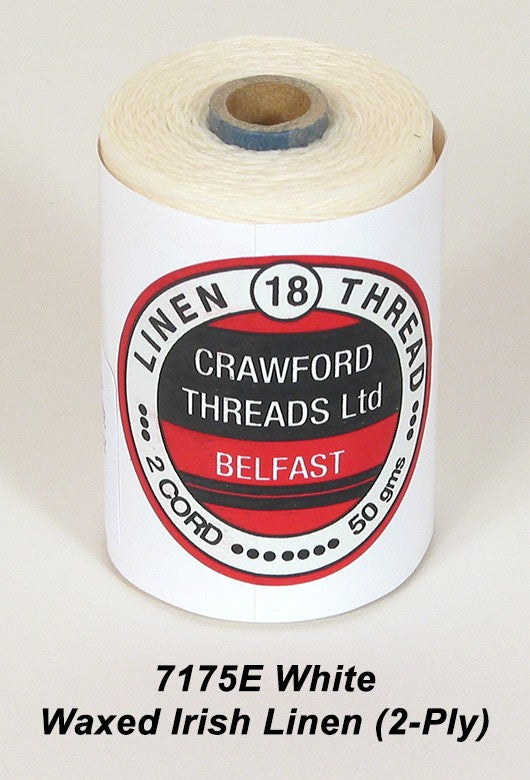 LINEN 18 THREAD
CRAWFORD
THREADS Ltd
BELFAST
2 CORD 50 gms
7175E White
Waxed Irish Linen (2-Ply)